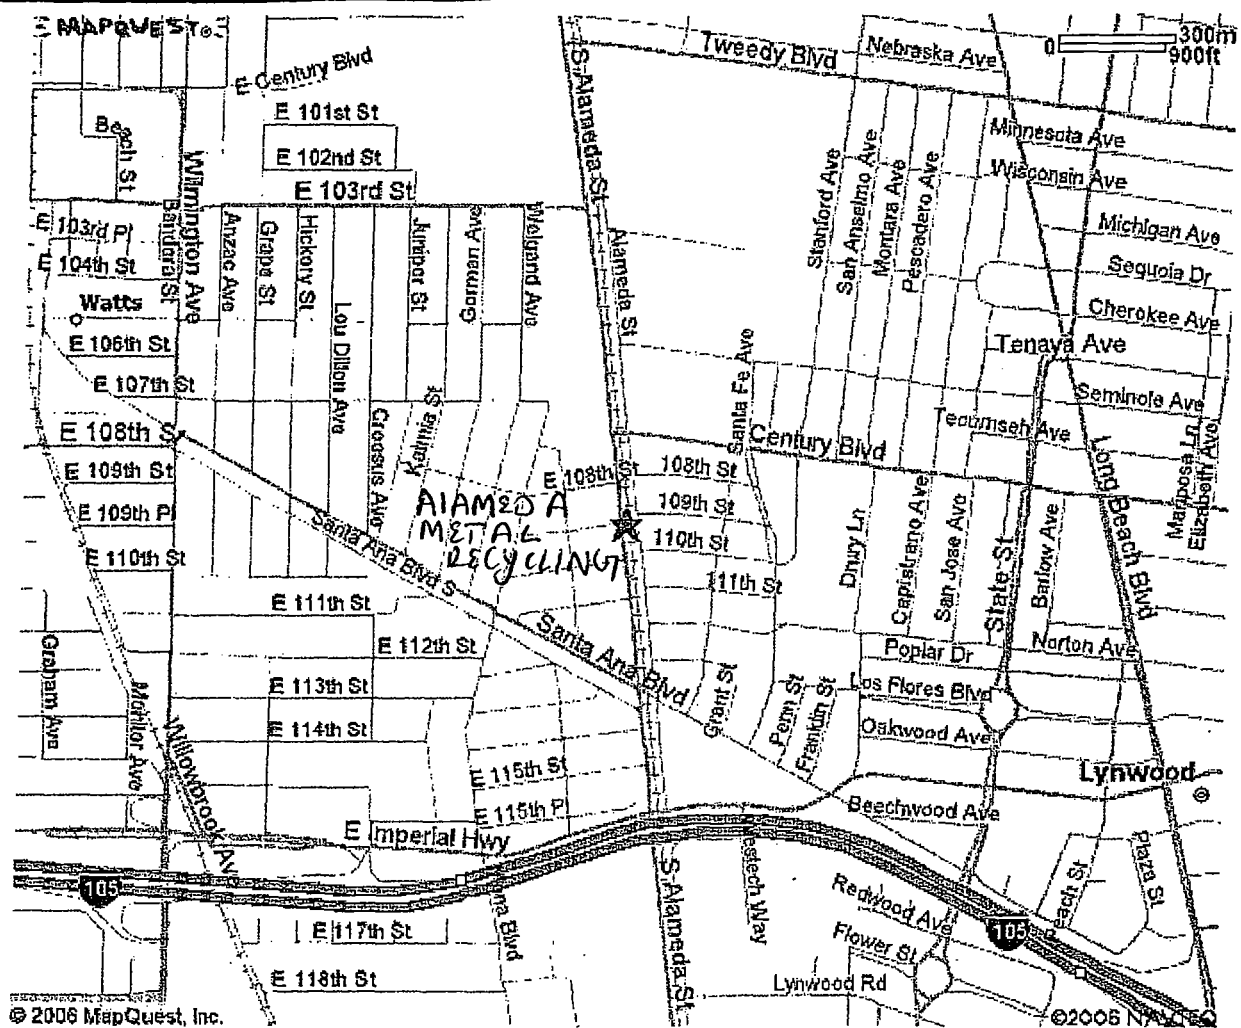 MAPQUEST
300m
0
900ft
E Century Blvd
Tweedy Blvd
Nebraska Ave
S Alameda St
E 101st St
Beach St
E 102nd St
Minnesota Ave
E 103rd St
Wisconsin Ave
Wilmington Ave
Stanford Ave
San Anselmo Ave
Montara Ave
Pescadero Ave
E 103rd Pl
Bandera St
Anzac Ave
Grape St
Hickory St
Juniper St
Gorman Ave
Weigand Ave
Alameda St
Michigan Ave
E 104th St
Sequoia Dr
Watts
Lou Dillon Ave
Cherokee Ave
E 106th St
Santa Fe Ave
Tenaya Ave
E 107th St
Seminole Ave
Croesus Ave
Kalmia St
Tecumseh Ave
E 108th St
Century Blvd
Long Beach Blvd
Mariposa Ln
Elizabeth Ave
E 109th St
E 108th St
108th St
109th St
E 109th Pl
AlAMEDA
METAL
RECYCLING
110th St
Drury Ln
Capistrano Ave
San Jose Ave
State St
Barlow Ave
E 110th St
Santa Ana Blvd S
111th St
E 111th St
Santa Ana Blvd
E 112th St
Poplar Dr
Norton Ave
Graham Ave
E 113th St
Grant St
Penn St
Franklin St
Los Flores Blvd
E 114th St
Oakwood Ave
Willowbrook Av
E 115th St
Lynwood
E 115th Pl
Beechwood Ave
E Imperial Hwy
Plaza St
Beach St
105
S Alameda St
Westech Way
Redwood Ave
105
E 117th St
na Blvd
Flower St
E 118th St
Lynwood Rd
© 2006 MapQuest, Inc.
©2006 NAVTEQ